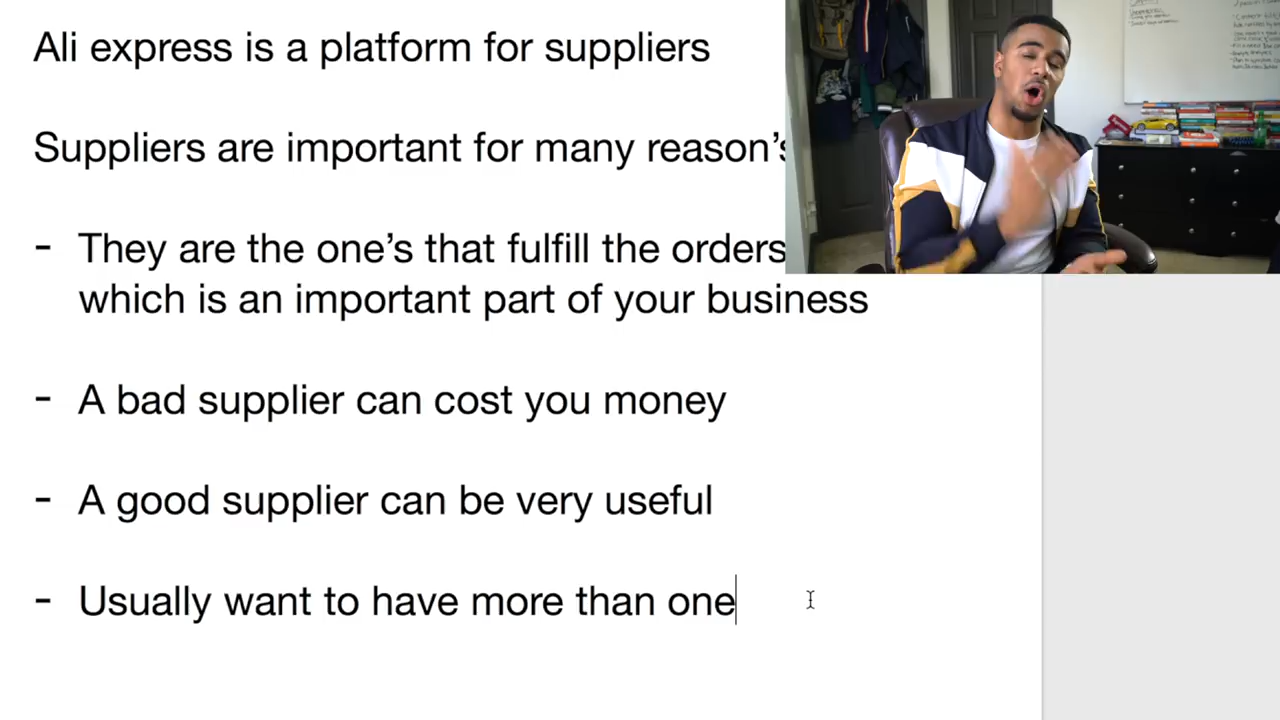 Ali express is a platform for suppliers
Suppliers are important for many reason's
- They are the one's that fulfill the orders
which is an important part of your business
- A bad supplier can cost you money
- A good supplier can be very useful
- Usually want to have more than one